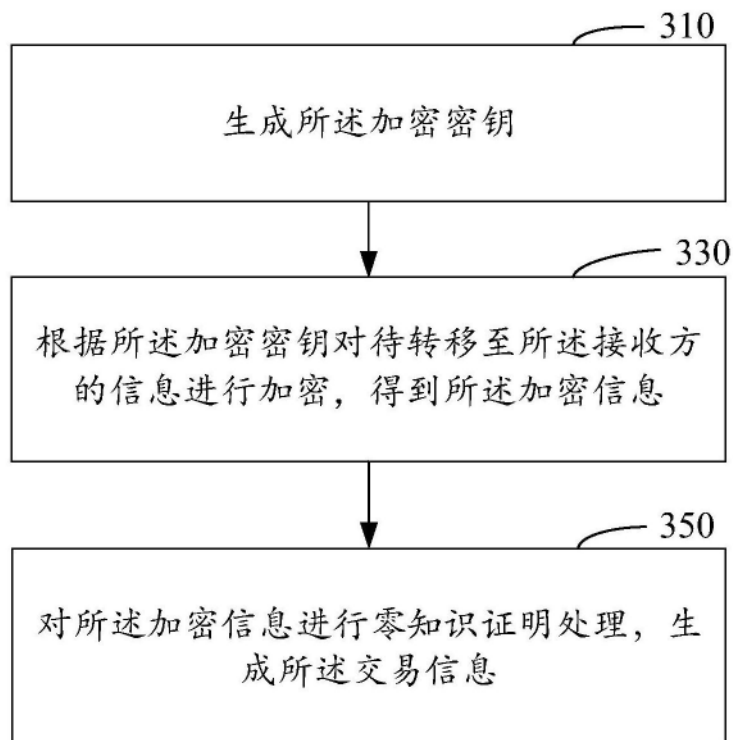 310
生成所述加密密钥
330
根据所述加密密钥对待转移至所述接收方
的信息进行加密，得到所述加密信息
350
对所述加密信息进行零知识证明处理，生
成所述交易信息